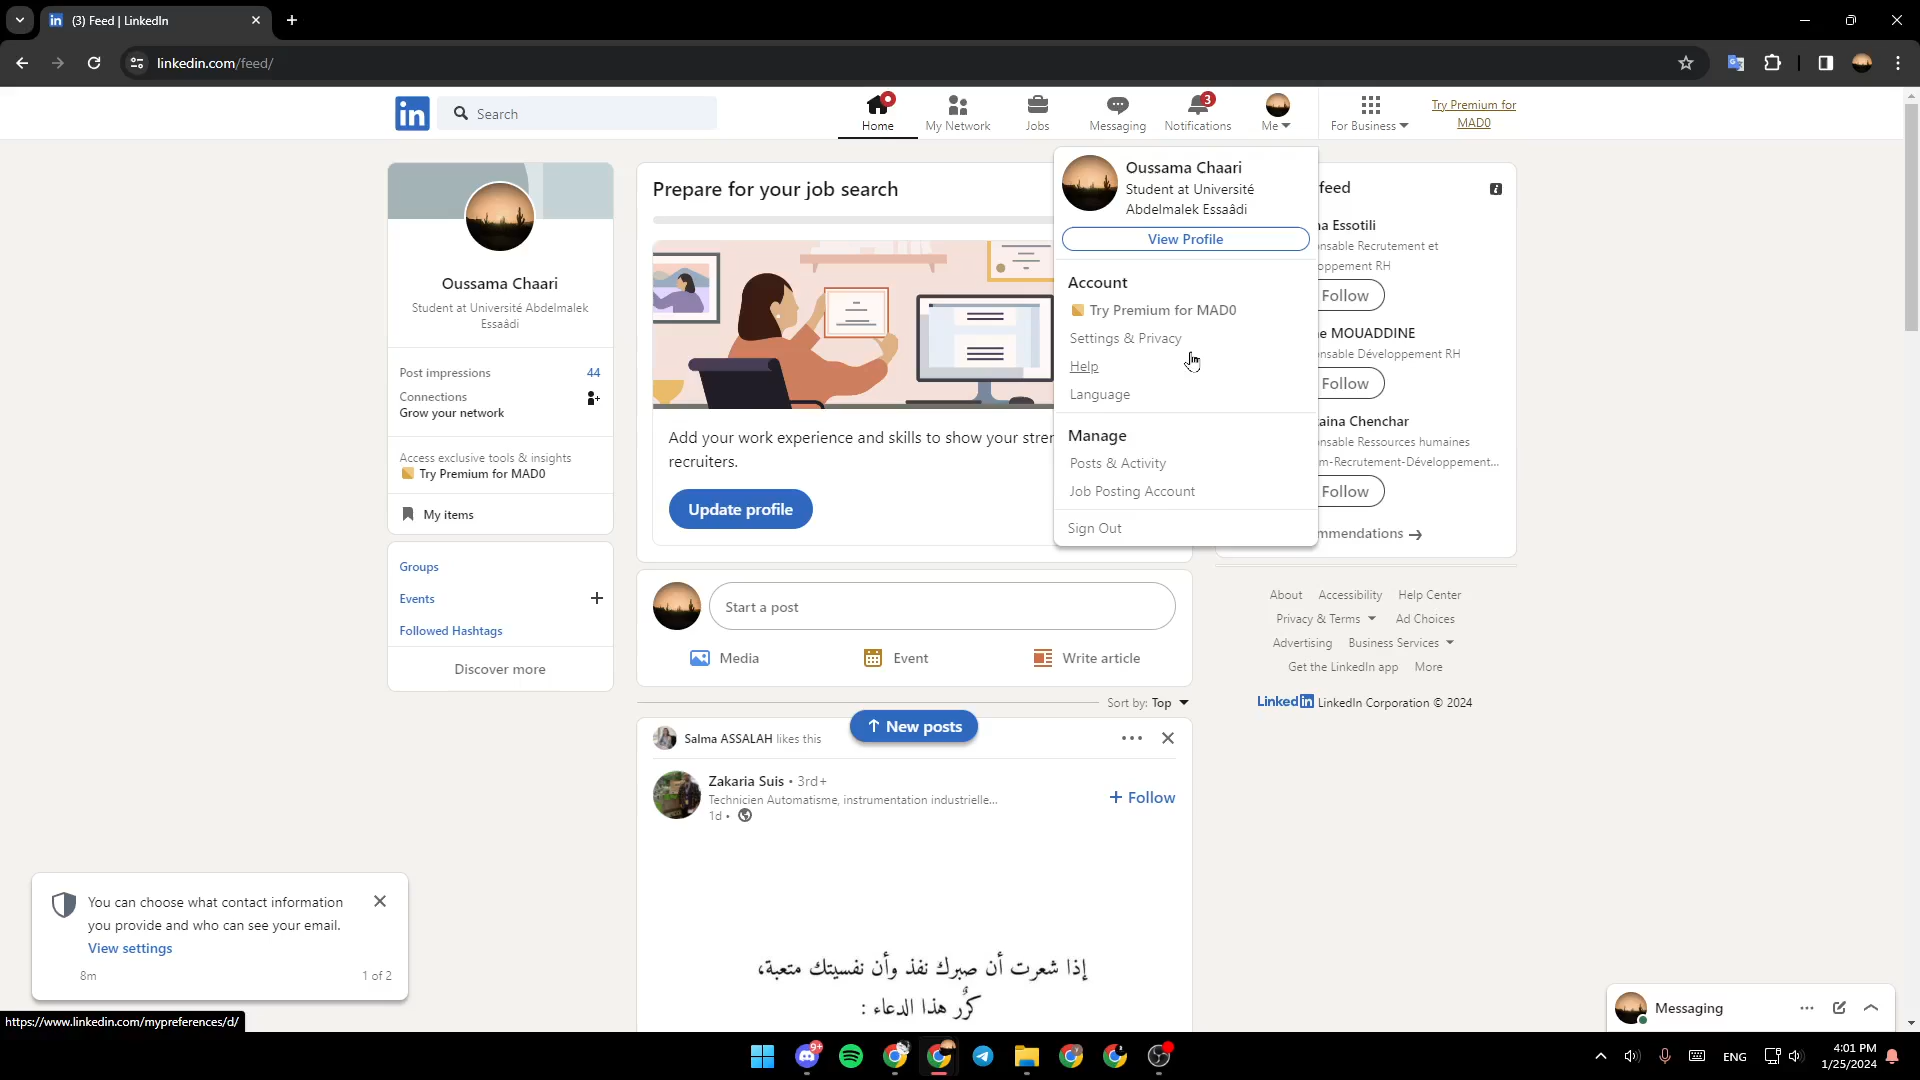 (3) Feed | LinkedIn
linkedin.com/feed/
in
Search
Home
My Network
Jobs
Messaging
3
Notifications
Me
For Business
Try Premium for
MAD0
Oussama Chaari
Student at Université Abdelmalek
Essaâdi
Post impressions 44
Connections
Grow your network
Access exclusive tools & insights
Try Premium for MAD0
My items
Groups
Events
Followed Hashtags
Discover more
Prepare for your job search
Add your work experience and skills to show your stren
recruiters.
Update profile
Oussama Chaari
Student at Université
Abdelmalek Essaâdi
View Profile
Account
Try Premium for MAD0
Settings & Privacy
Help
Language
Manage
Posts & Activity
Job Posting Account
Sign Out
feed
na Essotili
onsable Recrutement et
oppement RH
Follow
ne MOUADDINE
onsable Développement RH
Follow
aina Chenchar
onsable Ressources humaines
m-Recrutement-Développement...
Follow
mmendations
Start a post
Media
Event
Write article
Sort by: Top
New posts
Salma ASSALAH likes this
Zakaria Suis • 3rd+
Technicien Automatisme, instrumentation industrielle...
1d •
Follow
إذا شعرت أن صبرك نفذ وأن نفسيتك متعبة،
كرّر هذا الدعاء :
About Accessibility Help Center
Privacy & Terms Ad Choices
Advertising Business Services
Get the LinkedIn app More
LinkedIn LinkedIn Corporation © 2024
You can choose what contact information
you provide and who can see your email.
View settings
8m 1 of 2
https://www.linkedin.com/mypreferences/d/
Messaging
9+
ENG
4:01 PM
1/25/2024